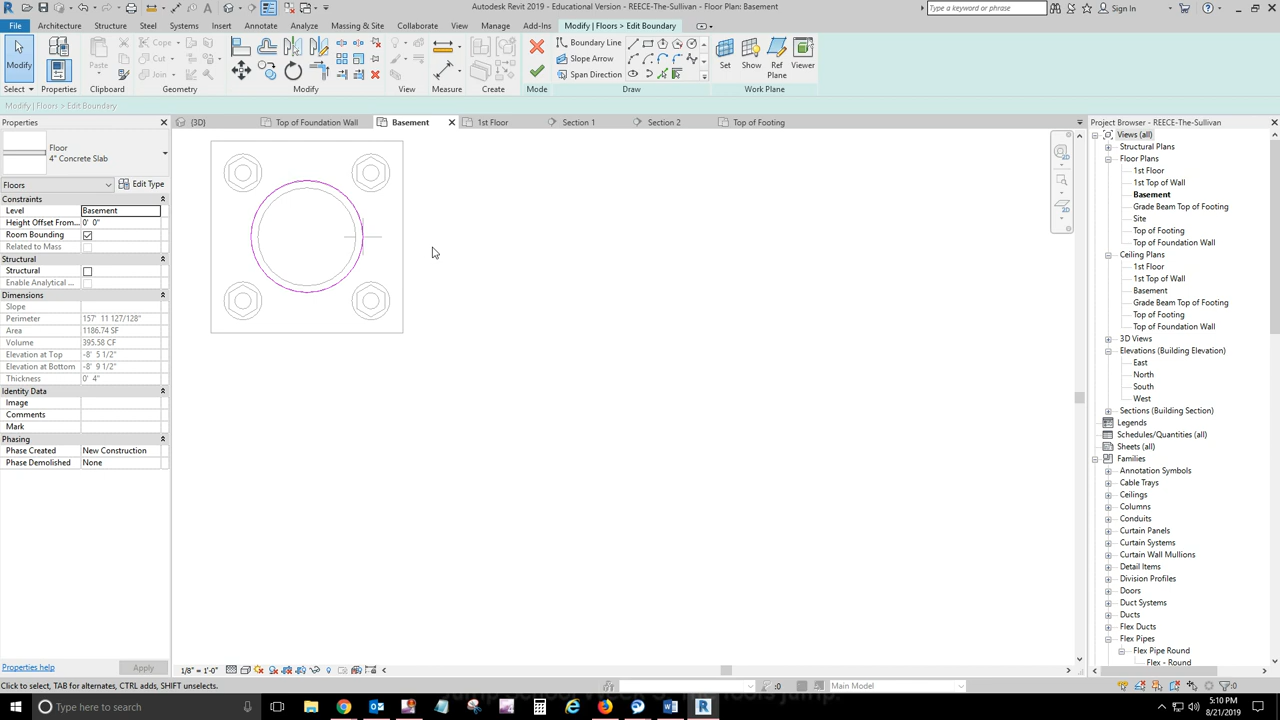 Autodesk Revit 2019 - Educational Version - Floor Plan: Basement
REECE-The-Sullivan
Type a keyword or phrase
Sign In
File
Architecture
Structure
Steel
Systems
Insert
Annotate
Analyze
Massing & Site
Collaborate
View
Manage
Add-Ins
Modify | Floors > Edit Boundary
Modify
Paste
Cope
Cut
Join
Boundary Line
Slope Arrow
Span Direction
Set
Show
Ref
Plane
Viewer
Select
Properties
Clipboard
Geometry
Modify
View
Measure
Create
Mode
Draw
Work Plane
Modify | Floors > Edit Boundary
Properties
Floor
4" Concrete Slab
Floors
Edit Type
Constraints
Level Basement
Height Offset From... 0' 0"
Room Bounding
Related to Mass
Structural
Structural
Enable Analytical ...
Dimensions
Slope
Perimeter 157' 11 127/128"
Area 1186.74 SF
Volume 395.58 CF
Elevation at Top -8' 5 1/2"
Elevation at Bottom -8' 9 1/2"
Thickness 0' 4"
Identity Data
Image
Comments
Mark
Phasing
Phase Created New Construction
Phase Demolished None
Properties help
Apply
{3D}
Top of Foundation Wall
Basement
1st Floor
Section 1
Section 2
Top of Footing
2D
2D
Project Browser - REECE-The-Sullivan
Views (all)
Structural Plans
Floor Plans
1st Floor
1st Top of Wall
Basement
Grade Beam Top of Footing
Site
Top of Footing
Top of Foundation Wall
Ceiling Plans
1st Floor
1st Top of Wall
Basement
Grade Beam Top of Footing
Top of Footing
Top of Foundation Wall
3D Views
Elevations (Building Elevation)
East
North
South
West
Sections (Building Section)
Legends
Schedules/Quantities (all)
Sheets (all)
Families
Annotation Symbols
Cable Trays
Ceilings
Columns
Conduits
Curtain Panels
Curtain Systems
Curtain Wall Mullions
Detail Items
Division Profiles
Doors
Duct Systems
Ducts
Flex Ducts
Flex Pipes
Flex Pipe Round
Flex - Round
1/8" = 1'-0"
Click to select, TAB for alternates, CTRL adds, SHIFT unselects.
:0
Main Model
:0
Type here to search
5:10 PM
8/21/2019